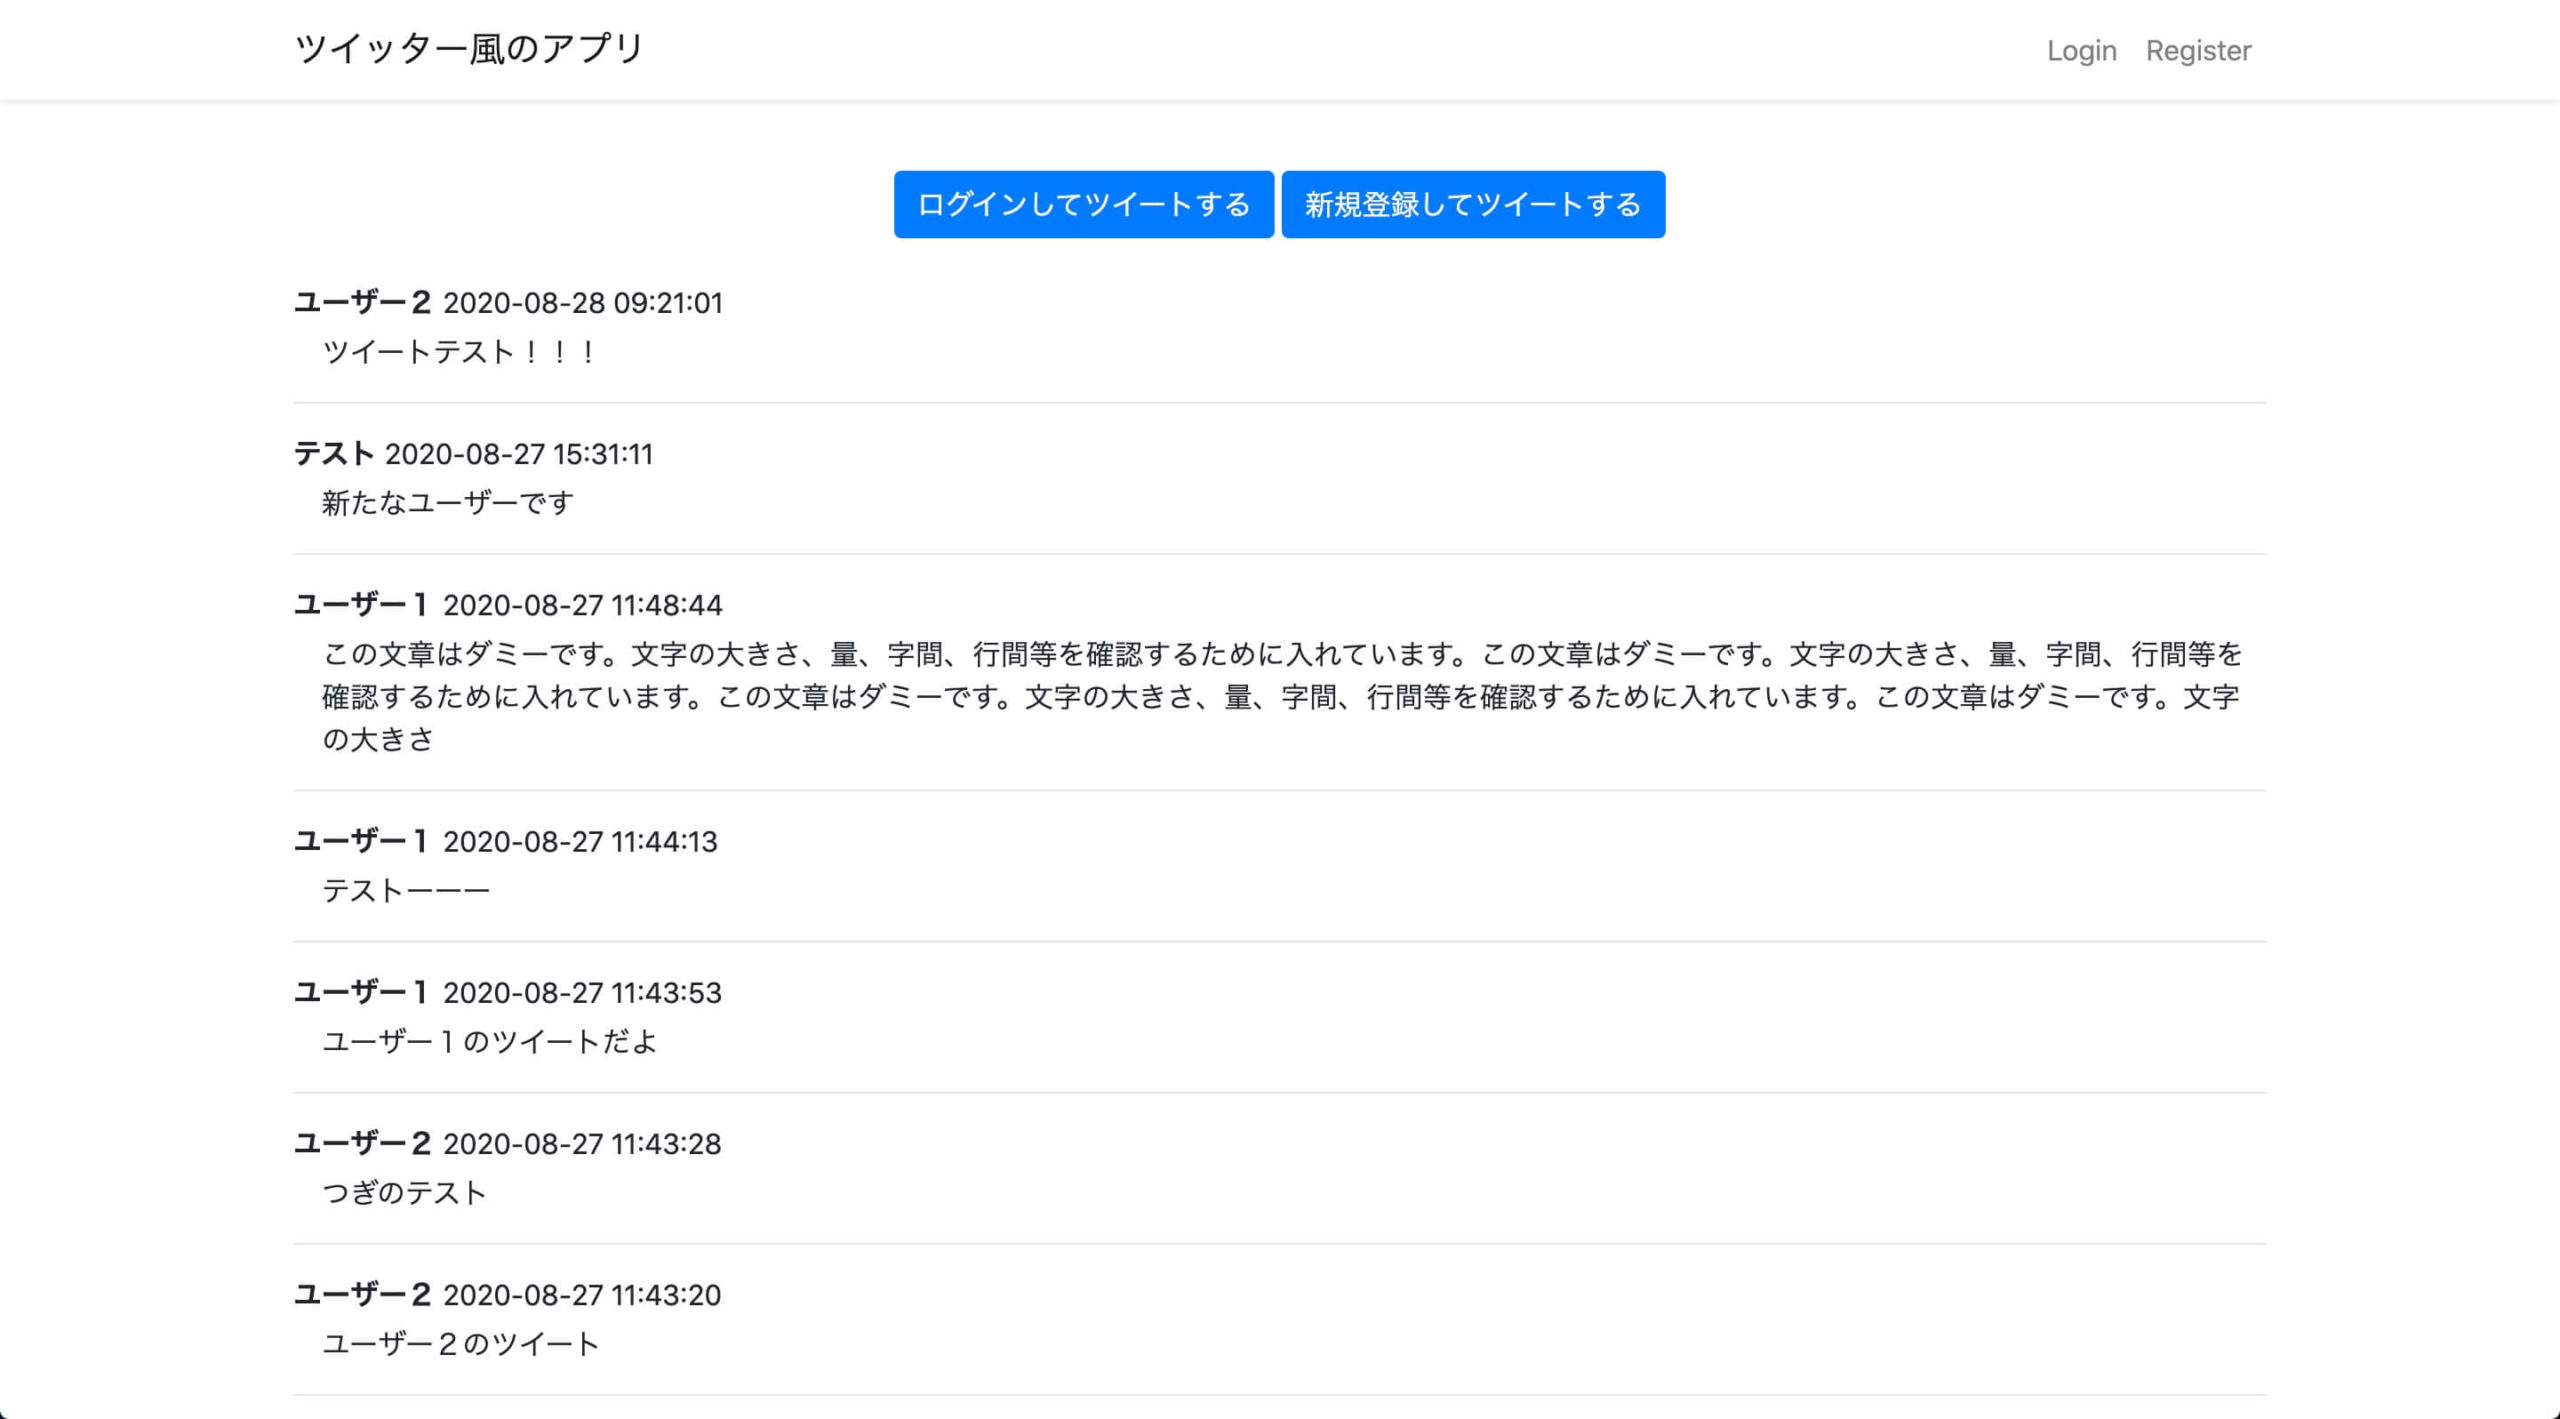 ツイッター風のアプリ
Login Register
ログインしてツイートする 新規登録してツイートする
ユーザー２ 2020-08-28 09:21:01
ツイートテスト！！！
テスト 2020-08-27 15:31:11
新たなユーザーです
ユーザー１ 2020-08-27 11:48:44
この文章はダミーです。文字の大きさ、量、字間、行間等を確認するために入れています。この文章はダミーです。文字の大きさ、量、字間、行間等を
確認するために入れています。この文章はダミーです。文字の大きさ、量、字間、行間等を確認するために入れています。この文章はダミーです。文字
の大きさ
ユーザー１ 2020-08-27 11:44:13
テストーーー
ユーザー１ 2020-08-27 11:43:53
ユーザー１のツイートだよ
ユーザー２ 2020-08-27 11:43:28
つぎのテスト
ユーザー２ 2020-08-27 11:43:20
ユーザー２のツイート